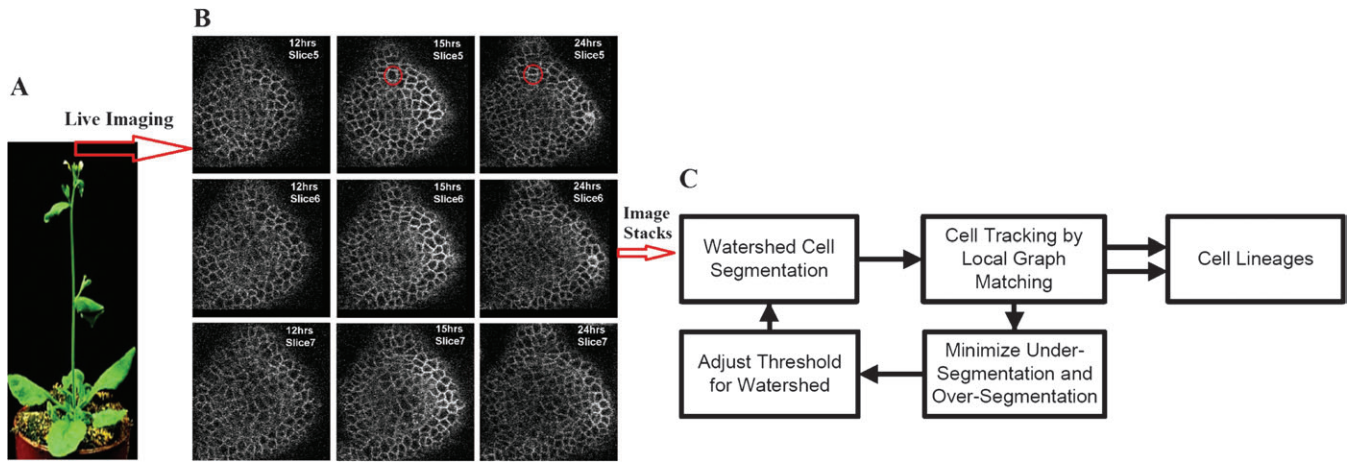 A
Live Imaging
B
12hrs
Slice5
15hrs
Slice5
24hrs
Slice5
12hrs
Slice6
15hrs
Slice6
24hrs
Slice6
12hrs
Slice7
15hrs
Slice7
24hrs
Slice7
Image
Stacks
C
Watershed Cell
Segmentation
Cell Tracking by
Local Graph
Matching
Cell Lineages
Adjust Threshold
for Watershed
Minimize Under-
Segmentation and
Over-Segmentation